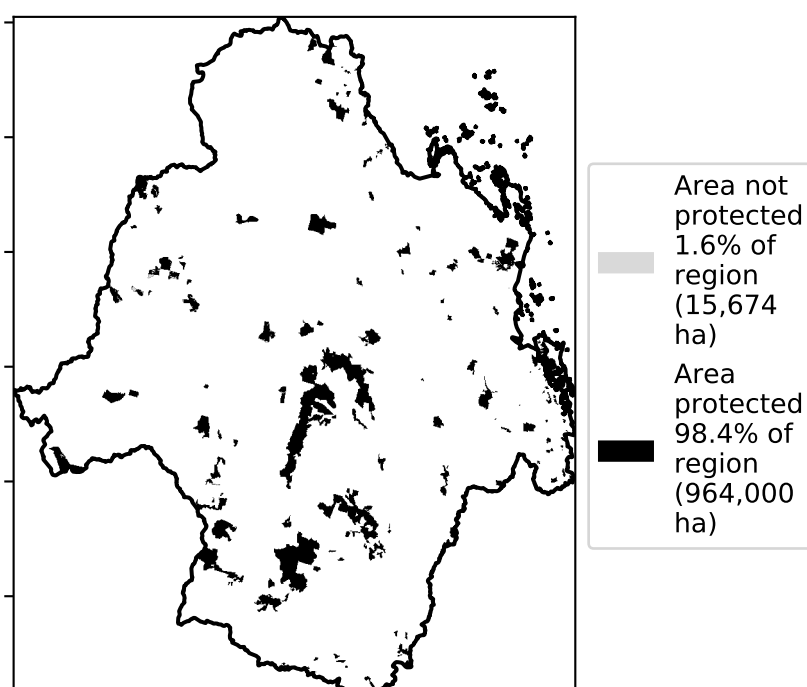 Area not
protected
1.6% of
region
(15,674
ha)
Area
protected
98.4% of
region
(964,000
ha)